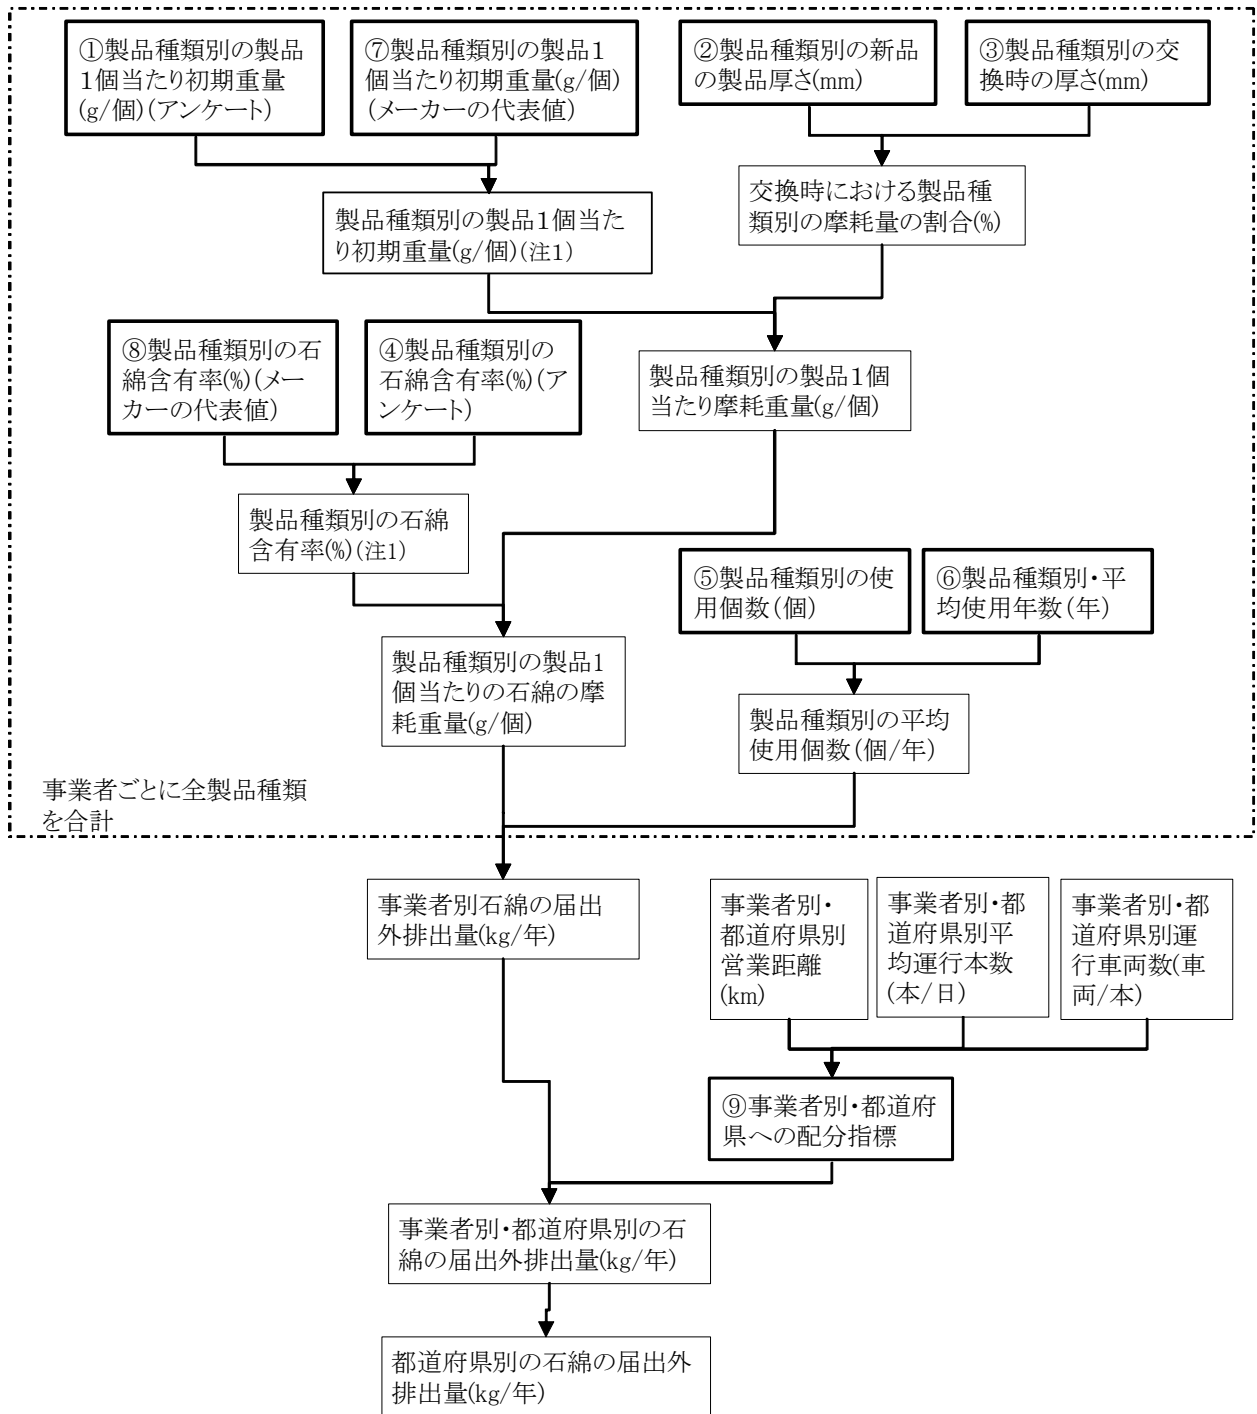 ①製品種類別の製品
1個当たり初期重量
(g/個)(アンケート)
⑦製品種類別の製品1
個当たり初期重量(g/個)
(メーカーの代表値)
②製品種類別の新品
の製品厚さ(mm)
③製品種類別の交
換時の厚さ(mm)
製品種類別の製品1個当た
り初期重量(g/個)(注1)
交換時における製品種
類別の摩耗量の割合(%)
⑧製品種類別の石
綿含有率(%)(メー
カーの代表値)
④製品種類別の
石綿含有率(%)(ア
ンケート)
製品種類別の製品1個
当たり摩耗重量(g/個)
製品種類別の石綿
含有率(%)(注1)
⑤製品種類別の使
用個数(個)
⑥製品種類別・平
均使用年数(年)
製品種類別の製品1
個当たりの石綿の摩
耗重量(g/個)
製品種類別の平均
使用個数(個/年)
事業者ごとに全製品種類
を合計
事業者別石綿の届出
外排出量(kg/年)
事業者別・
都道府県別
営業距離
(km)
事業者別・都
道府県別平
均運行本数
(本/日)
事業者別・都
道府県別運
行車両数(車
両/本)
⑨事業者別・都道府
県への配分指標
事業者別・都道府県別の石
綿の届出外排出量(kg/年)
都道府県別の石綿の届出外
排出量(kg/年)